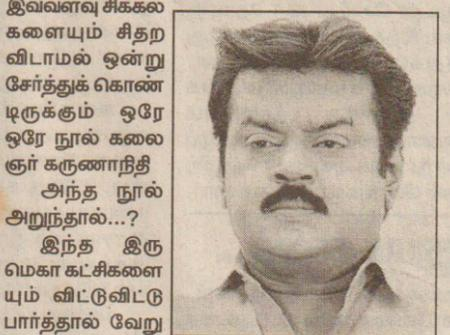 இவ்வளவு சிக்கல்
களையும் சிதற
விடாமல் ஒன்று
சேர்த்துக் கொண்
டிருக்கும் ஒரே
ஒரே நூல் கலை
ஞர் கருணாநிதி
அந்த நூல்
அறுந்தால்...?
இந்த இரு
மெகா கட்சிகளை
யும் விட்டுவிட்டு
பார்த்தால் வேறு